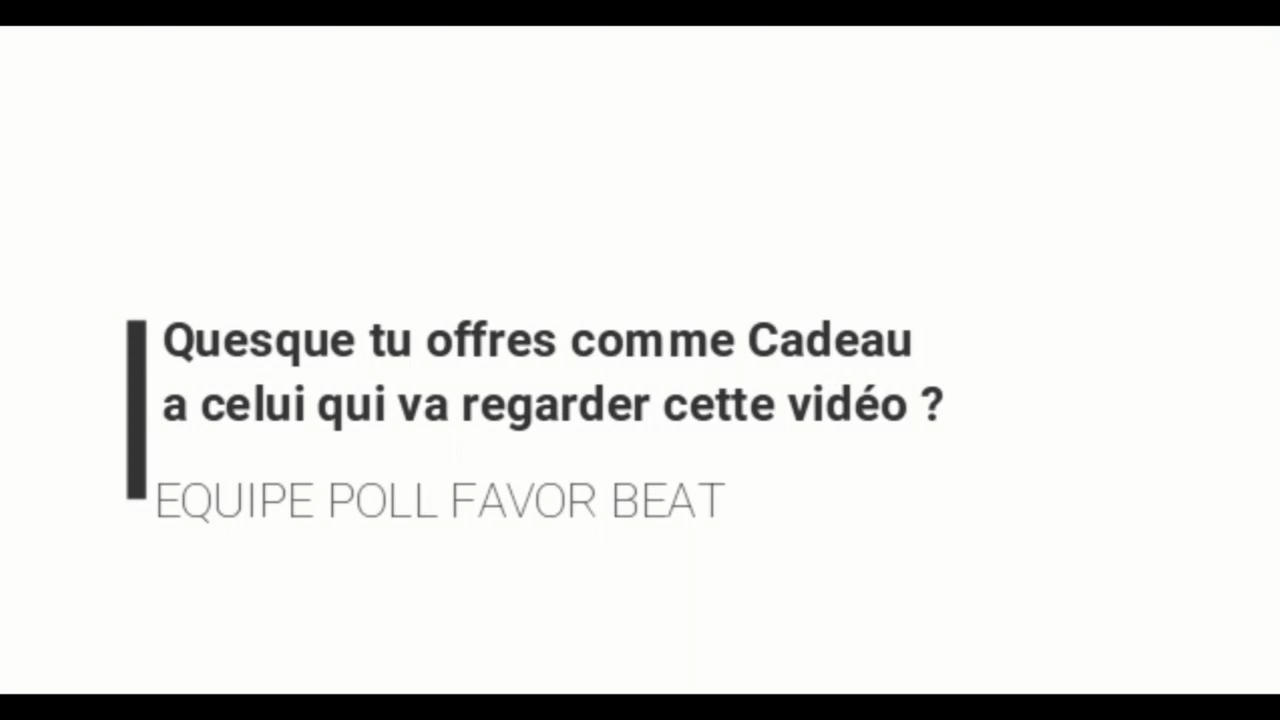 Quesque tu offres comme Cadeau
a celui qui va regarder cette vidéo ?
EQUIPE POLL FAVOR BEAT